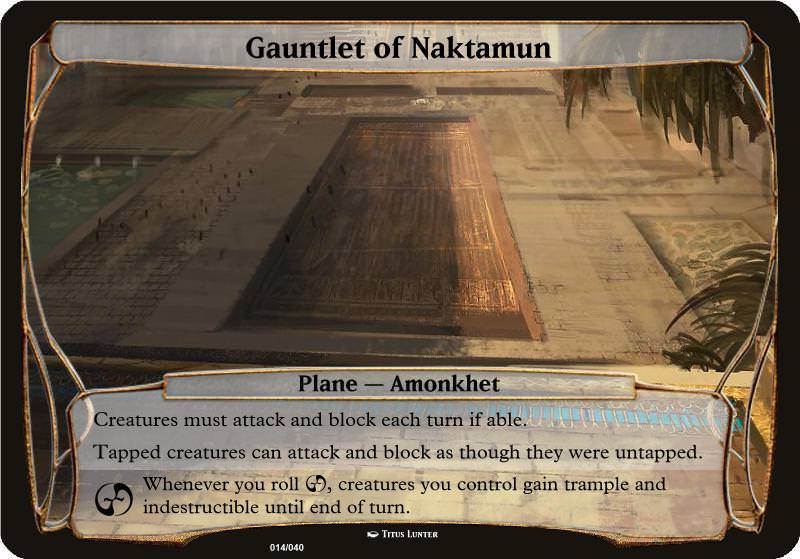 Gauntlet of Naktamun
Plane — Amonkhet
Creatures must attack and block each turn if able.
Tapped creatures can attack and block as though they were untapped.
Whenever you roll , creatures you control gain trample and
indestructible until end of turn.
Titus Lunter
014/040